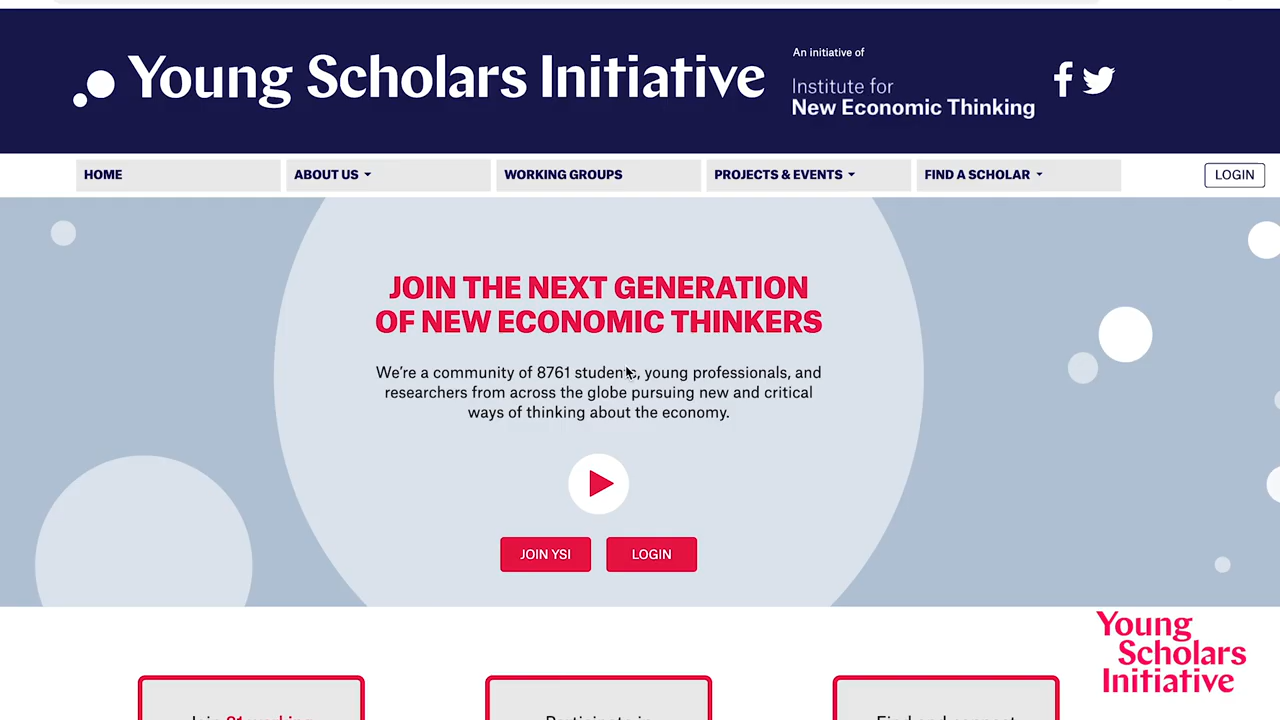 Young Scholars Initiative
An initiative of
Institute for
New Economic Thinking
HOME
ABOUT US
WORKING GROUPS
PROJECTS & EVENTS
FIND A SCHOLAR
LOGIN
JOIN THE NEXT GENERATION
OF NEW ECONOMIC THINKERS
We're a community of 8761 students, young professionals, and
researchers from across the globe pursuing new and critical
ways of thinking about the economy.
JOIN YSI
LOGIN
Young
Scholars
Initiative